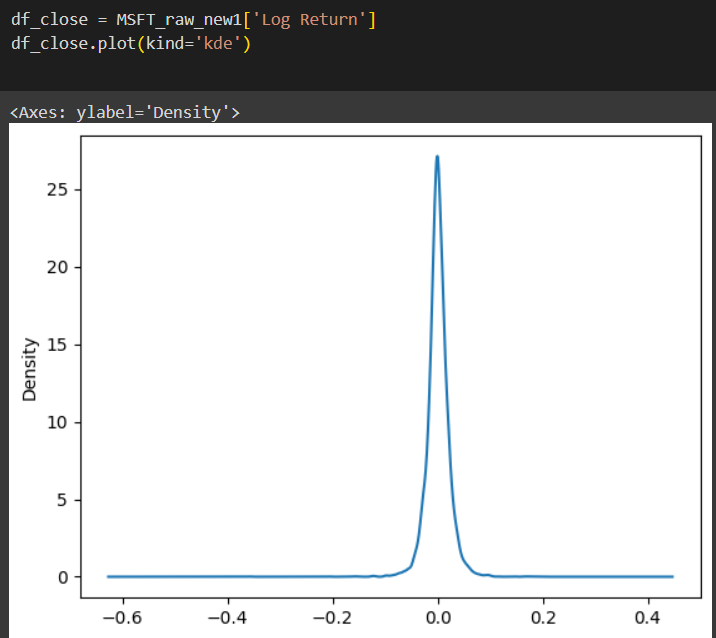 df_close = MSFT_raw_new1['Log Return']
df_close.plot(kind='kde')
<Axes: ylabel='Density'>
25
20
15
10
5
0
Density
−0.6 −0.4 −0.2 0.0 0.2 0.4